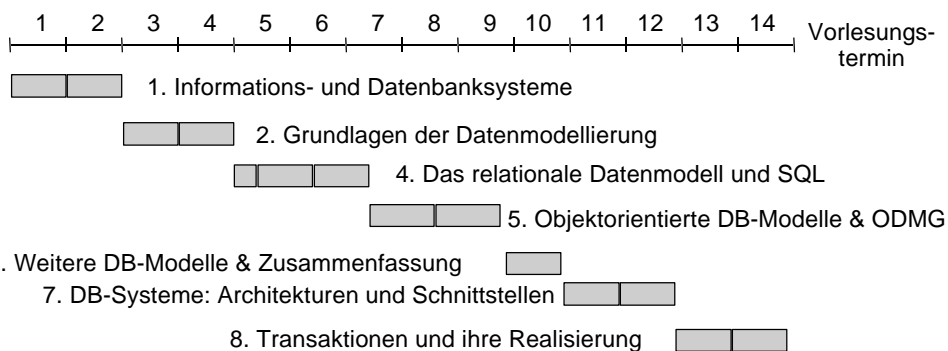 1 2 3 4 5 6 7 8 9 10 11 12 13 14
Vorlesungs-
termin
1. Informations- und Datenbanksysteme
2. Grundlagen der Datenmodellierung
4. Das relationale Datenmodell und SQL
5. Objektorientierte DB-Modelle & ODMG
. Weitere DB-Modelle & Zusammenfassung
7. DB-Systeme: Architekturen und Schnittstellen
8. Transaktionen und ihre Realisierung